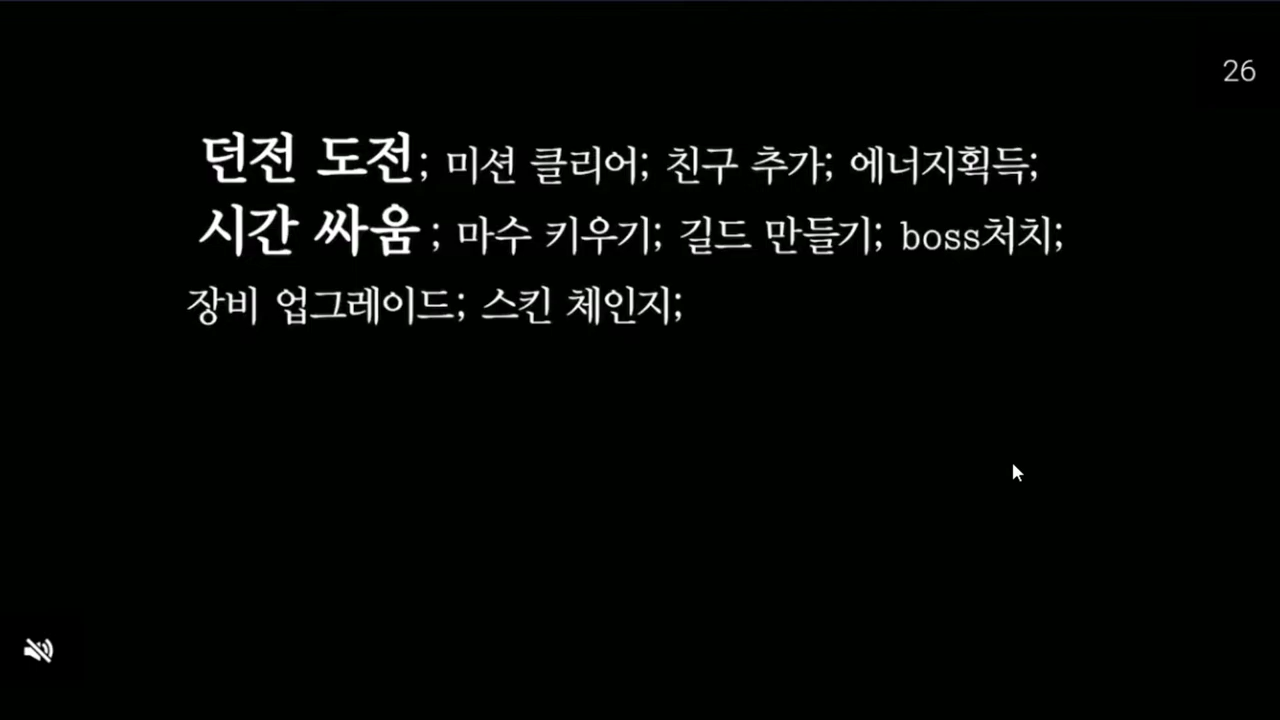 26
던전 도전; 미션 클리어; 친구 추가; 에너지획득;
시간 싸움 ; 마수 키우기; 길드 만들기; boss처치;
장비 업그레이드; 스킨 체인지;